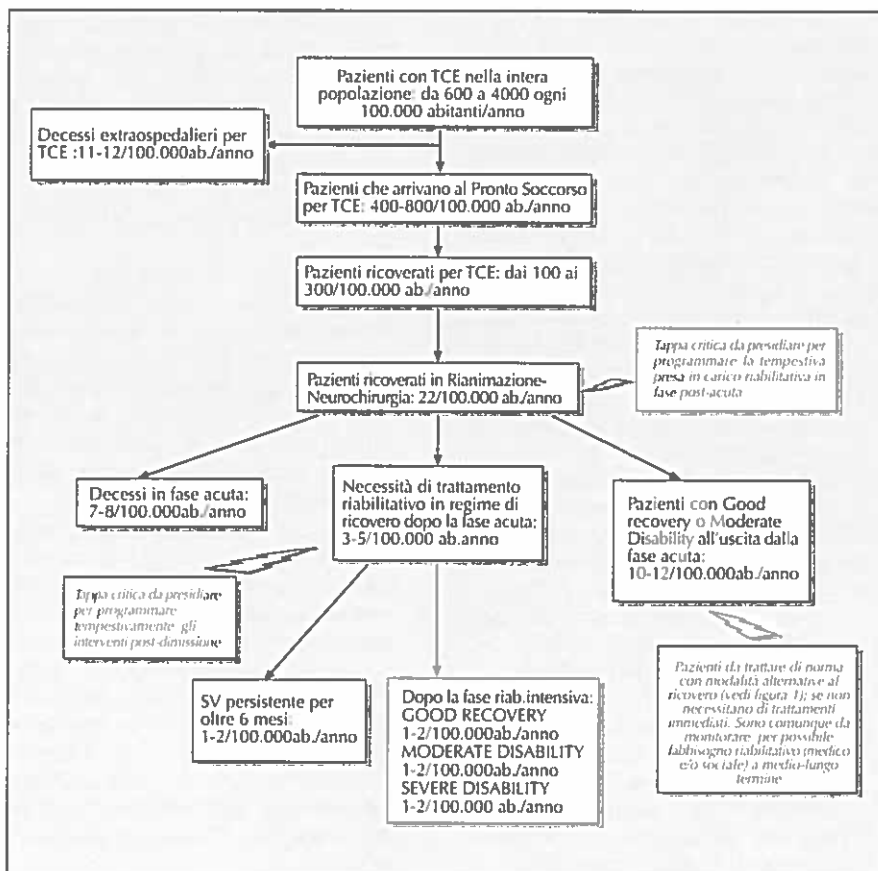 Pazienti con TCE nella intera
popolazione: da 600 a 4000 ogni
100.000 abitanti/anno
Decessi extraospedalieri per
TCE :11-12/100.000ab./anno
Pazienti che arrivano al Pronto Soccorso
per TCE: 400-800/100.000 ab./anno
Pazienti ricoverati per TCE: dai 100 ai
300/100.000 ab./anno
Tappa critica da presidiare per
programmare la tempestiva
presa in carico riabilitativa in
fase post-acuta
Pazienti ricoverati in Rianimazione-
Neurochirurgia: 22/100.000 ab./anno
Decessi in fase acuta:
7-8/100.000ab./anno
Necessità di trattamento
riabilitativo in regime di
ricovero dopo la fase acuta:
3-5/100.000 ab.anno
Pazienti con Good
recovery o Moderate
Disability all'uscita dalla
fase acuta:
10-12/100.000ab./anno
Tappa critica da presidiare
per programmare
tempestivamente gli
interventi post-dimissione
SV persistente per
oltre 6 mesi:
1-2/100.000ab./anno
Dopo la fase riab.intensiva:
GOOD RECOVERY
1-2/100.000ab./anno
MODERATE DISABILITY
1-2/100.000ab./anno
SEVERE DISABILITY
1-2/100.000 ab./anno
Pazienti da trattare di norma
con modalità alternative al
ricovero (vedi figura 1); se non
necessitano di trattamenti
immediati. Sono comunque da
monitorare per possibile
fabbisogno riabilitativo (medico
e/o sociale) a medio-lungo
termine